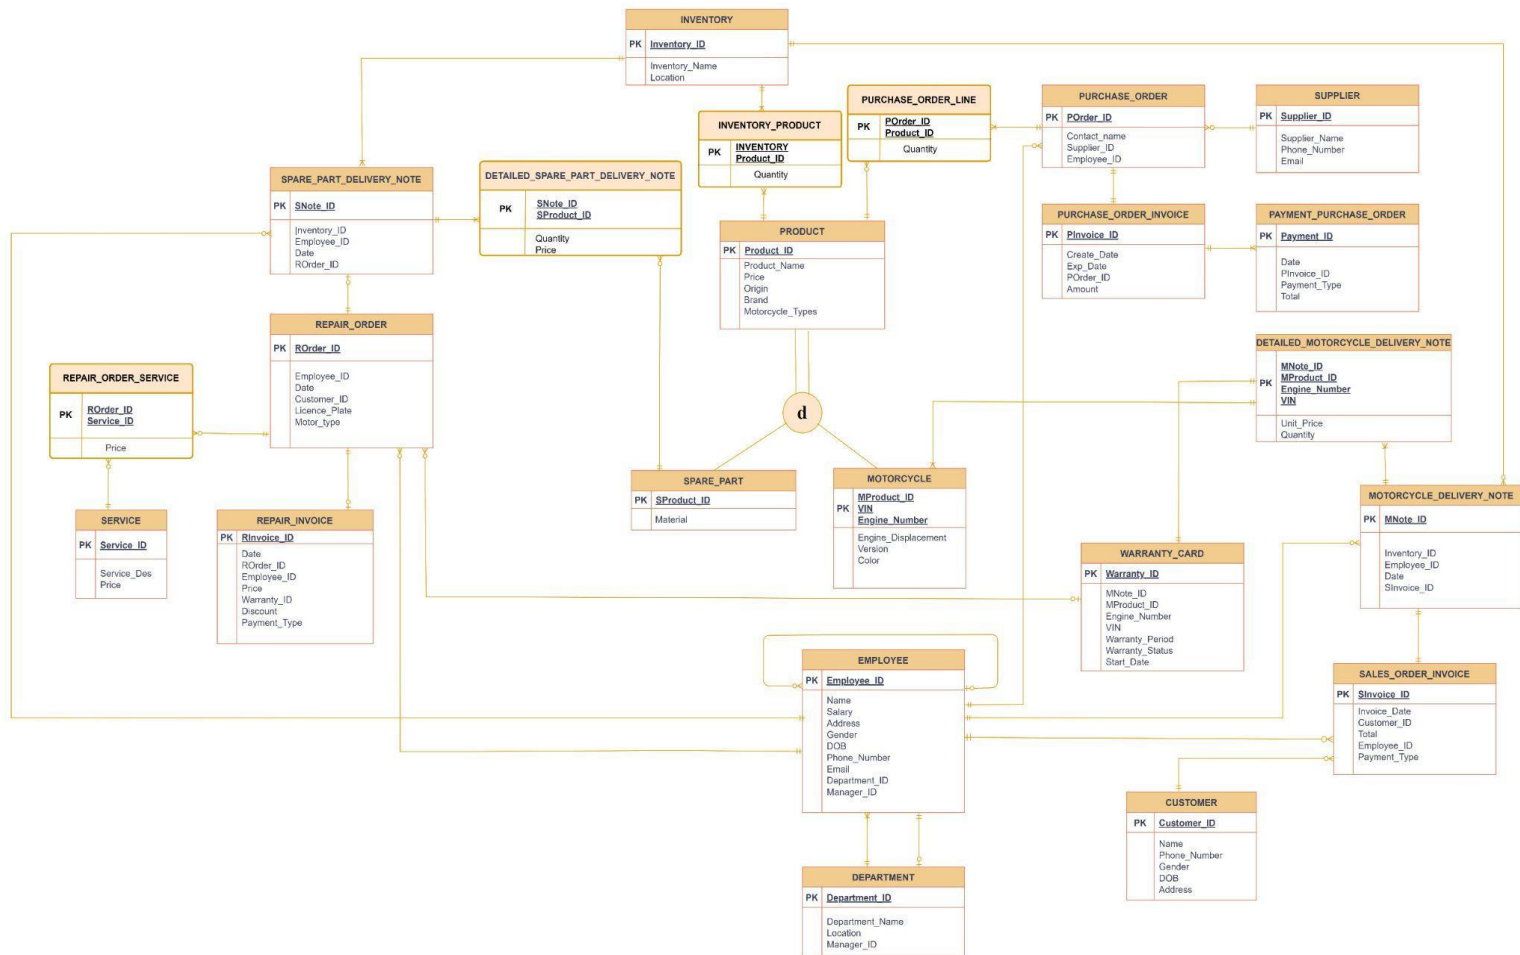 INVENTORY
PK Inventory_ID
Inventory_Name
Location
PURCHASE_ORDER_LINE
PK POrder_ID
Product_ID
Quantity
PURCHASE_ORDER
PK POrder_ID
Contact_name
Supplier_ID
Employee_ID
SUPPLIER
PK Supplier_ID
Supplier_Name
Phone_Number
Email
INVENTORY_PRODUCT
PK INVENTORY
Product_ID
Quantity
SPARE_PART_DELIVERY_NOTE
PK SNote_ID
Inventory_ID
Employee_ID
Date
ROrder_ID
DETAILED_SPARE_PART_DELIVERY_NOTE
PK SNote_ID
SProduct_ID
Quantity
Price
PRODUCT
PK Product_ID
Product_Name
Price
Origin
Brand
Motorcycle_Types
PURCHASE_ORDER_INVOICE
PK PInvoice_ID
Create_Date
Exp_Date
POrder_ID
Amount
PAYMENT_PURCHASE_ORDER
PK Payment_ID
Date
PInvoice_ID
Payment_Type
Total
REPAIR_ORDER
PK ROrder_ID
Employee_ID
Date
Customer_ID
Licence_Plate
Motor_type
REPAIR_ORDER_SERVICE
PK ROrder_ID
Service_ID
Price
d
DETAILED_MOTORCYCLE_DELIVERY_NOTE
PK MNote_ID
MProduct_ID
Engine_Number
VIN
Unit_Price
Quantity
SPARE_PART
PK SProduct_ID
Material
MOTORCYCLE
PK MProduct_ID
VIN
Engine_Number
Engine_Displacement
Version
Color
MOTORCYCLE_DELIVERY_NOTE
PK MNote_ID
Inventory_ID
Employee_ID
Date
SInvoice_ID
SERVICE
PK Service_ID
Service_Des
Price
REPAIR_INVOICE
PK RInvoice_ID
Date
ROrder_ID
Employee_ID
Price
Warranty_ID
Discount
Payment_Type
WARRANTY_CARD
PK Warranty_ID
MNote_ID
MProduct_ID
Engine_Number
VIN
Warranty_Period
Warranty_Status
Start_Date
EMPLOYEE
PK Employee_ID
Name
Salary
Address
Gender
DOB
Phone_Number
Email
Department_ID
Manager_ID
SALES_ORDER_INVOICE
PK SInvoice_ID
Invoice_Date
Customer_ID
Total
Employee_ID
Payment_Type
CUSTOMER
PK Customer_ID
Name
Phone_Number
Gender
DOB
Address
DEPARTMENT
PK Department_ID
Department_Name
Location
Manager_ID